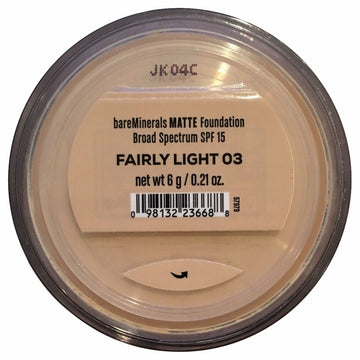 JK04C
bareMinerals MATTE Foundation
Broad Spectrum SPF 15
FAIRLY LIGHT 03
net wt 6 g / 0.21 oz.
0 98132 23668 8